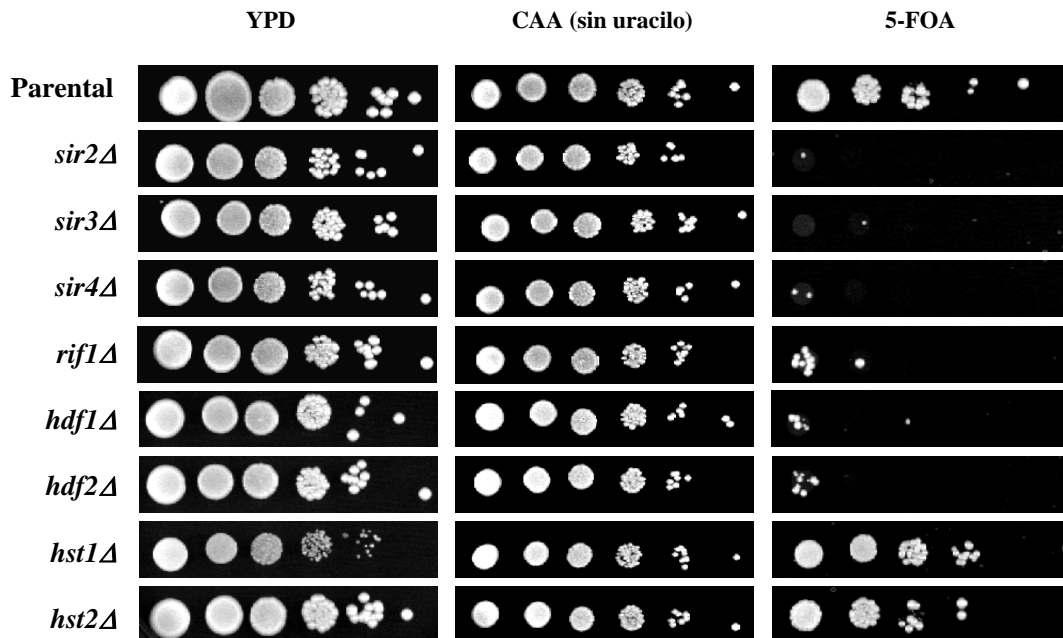 YPD CAA (sin uracilo) 5-FOA
Parental
sir2Δ
sir3Δ
sir4Δ
rif1Δ
hdf1Δ
hdf2Δ
hst1Δ
hst2Δ